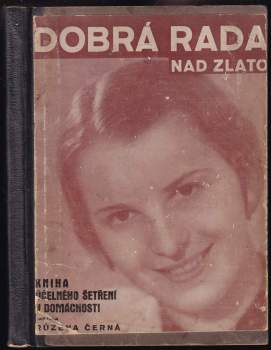 DOBRÁ RADA
NAD ZLATO
KNIHA
ÚČELNÉHO ŠETŘENÍ
V DOMÁCNOSTI
RŮŽENA ČERNÁ